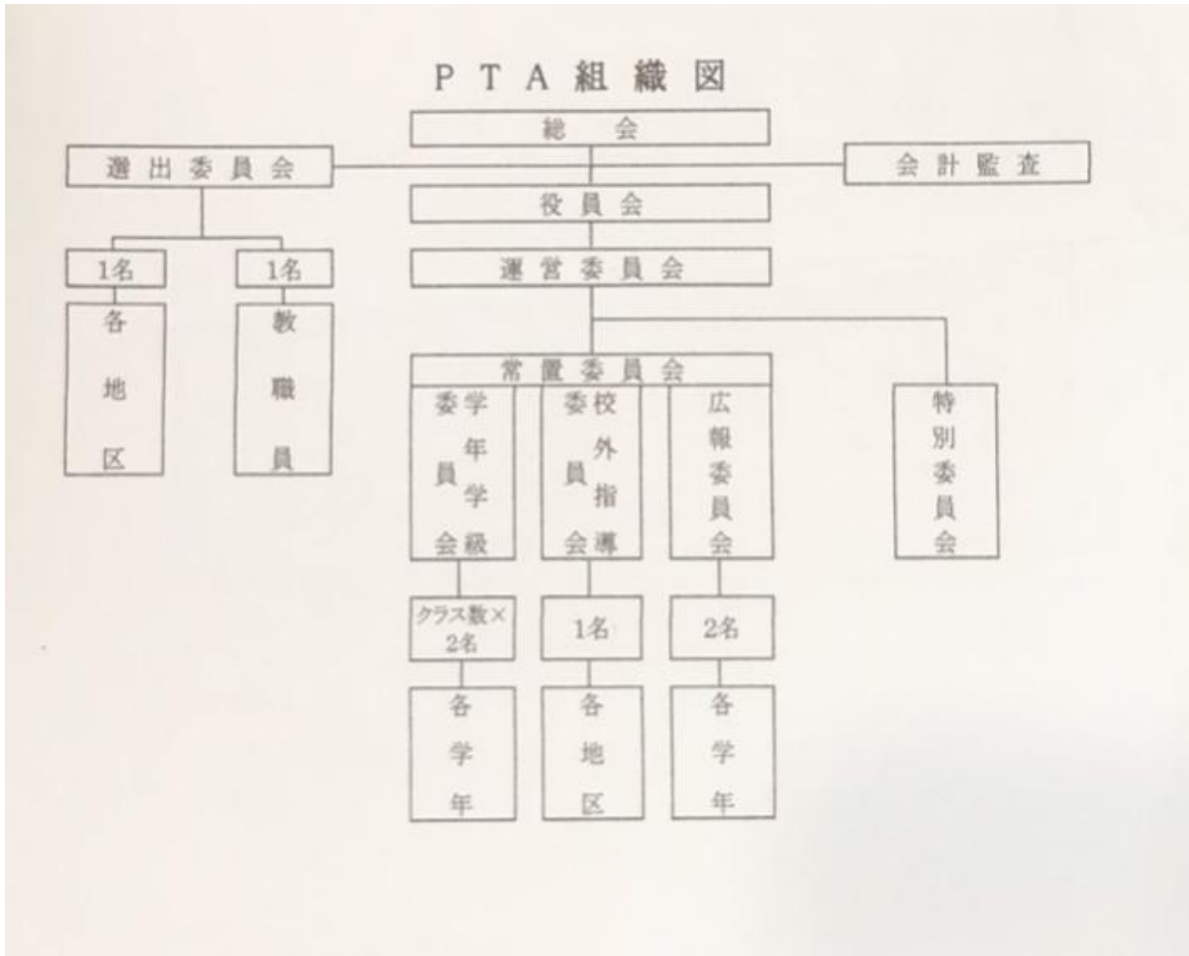 PTA組織図
総会
選出委員会
会計監査
役員会
1名
1名
運営委員会
各地区
教職員
常置委員会
学年学級委員会
校外指導委員会
広報委員会
特別委員会
クラス数×
2名
1名
2名
各学年
各地区
各学年